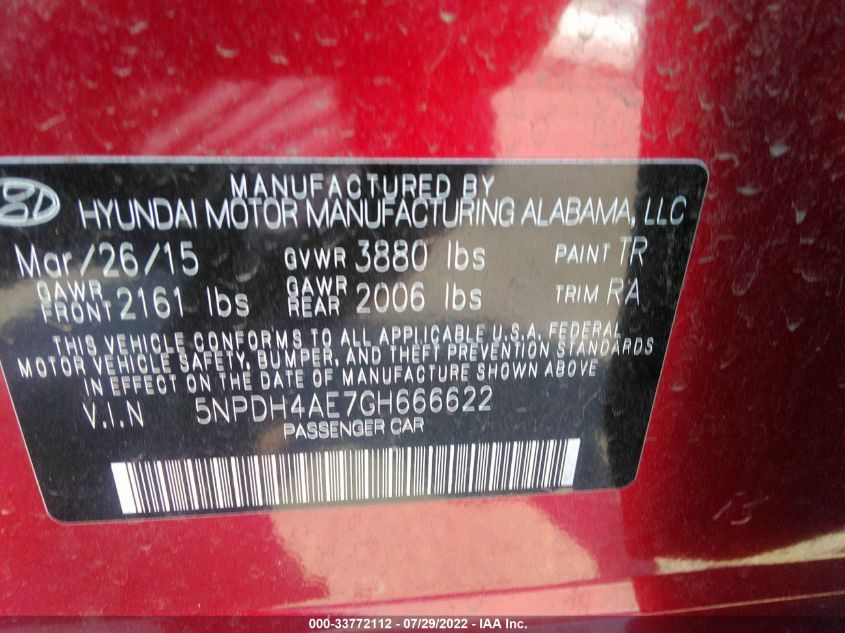 MANUFACTURED BY
HYUNDAI MOTOR MANUFACTURING ALABAMA, LLC
Mar/26/15 GVWR 3880 lbs PAINT TR
GAWR FRONT 2161 lbs GAWR REAR 2006 lbs TRIM RA
THIS VEHICLE CONFORMS TO ALL APPLICABLE U.S.A. FEDERAL
MOTOR VEHICLE SAFETY, BUMPER, AND THEFT PREVENTION STANDARDS
IN EFFECT ON THE DATE OF MANUFACTURE SHOWN ABOVE
V.I.N 5NPDH4AE7GH666622
PASSENGER CAR
000-33772112 - 07/29/2022 - IAA Inc.